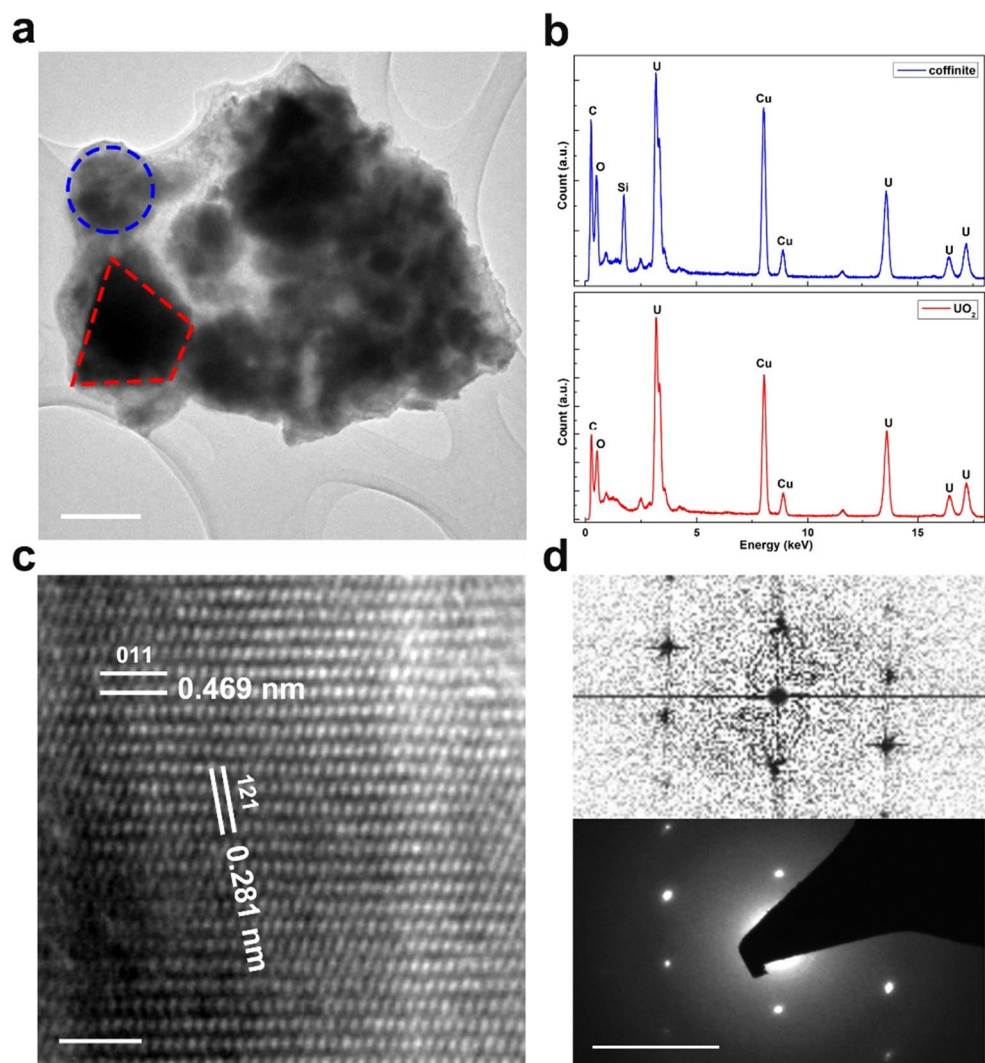 a
b
U
coffinite
C
Cu
O
Si
U
Cu
U
U
Count (a.u.)
U
UO2
Cu
C
U
O
Cu
U
U
Count (a.u.)
0
5
10
15
Energy (keV)
c
011
0.469 nm
121
0.281 nm
d